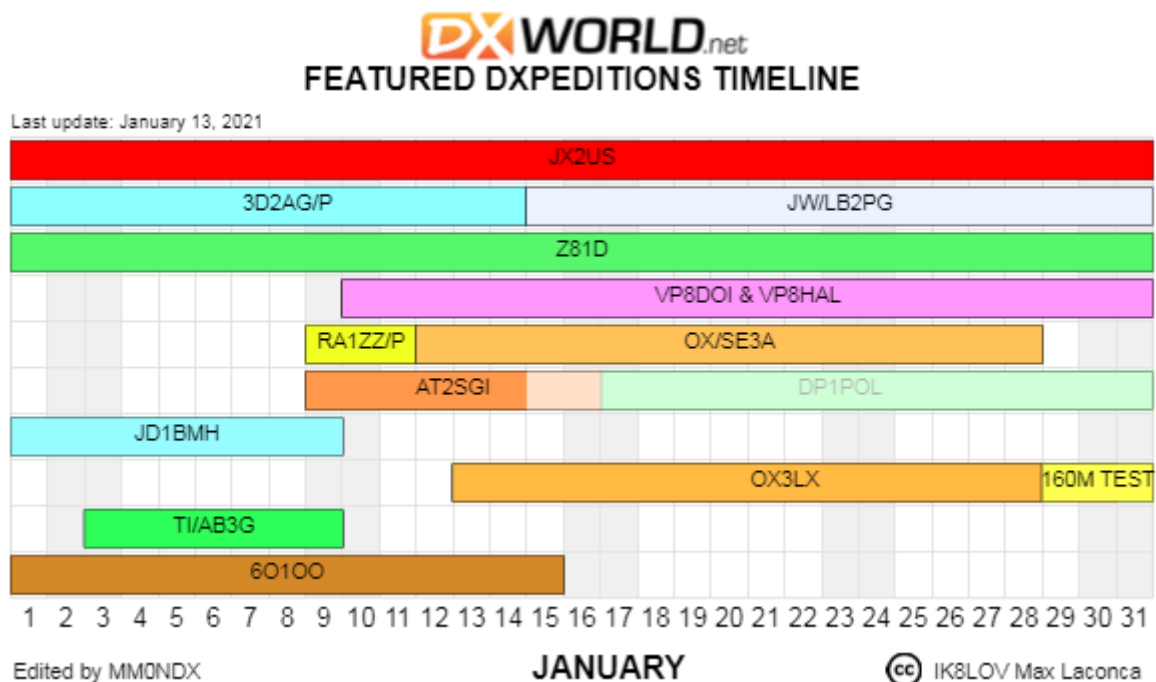 DX WORLD.net
FEATURED DXPEDITIONS TIMELINE
Last update: January 13, 2021
JX2US
3D2AG/P JW/LB2PG
Z81D
VP8DOI & VP8HAL
RA1ZZ/P OX/SE3A
AT2SGI DP1POL
JD1BMH
OX3LX 160M TEST
TI/AB3G
6O1OO
1 2 3 4 5 6 7 8 9 10 11 12 13 14 15 16 17 18 19 20 21 22 23 24 25 26 27 28 29 30 31
Edited by MM0NDX JANUARY cc IK8LOV Max Laconca